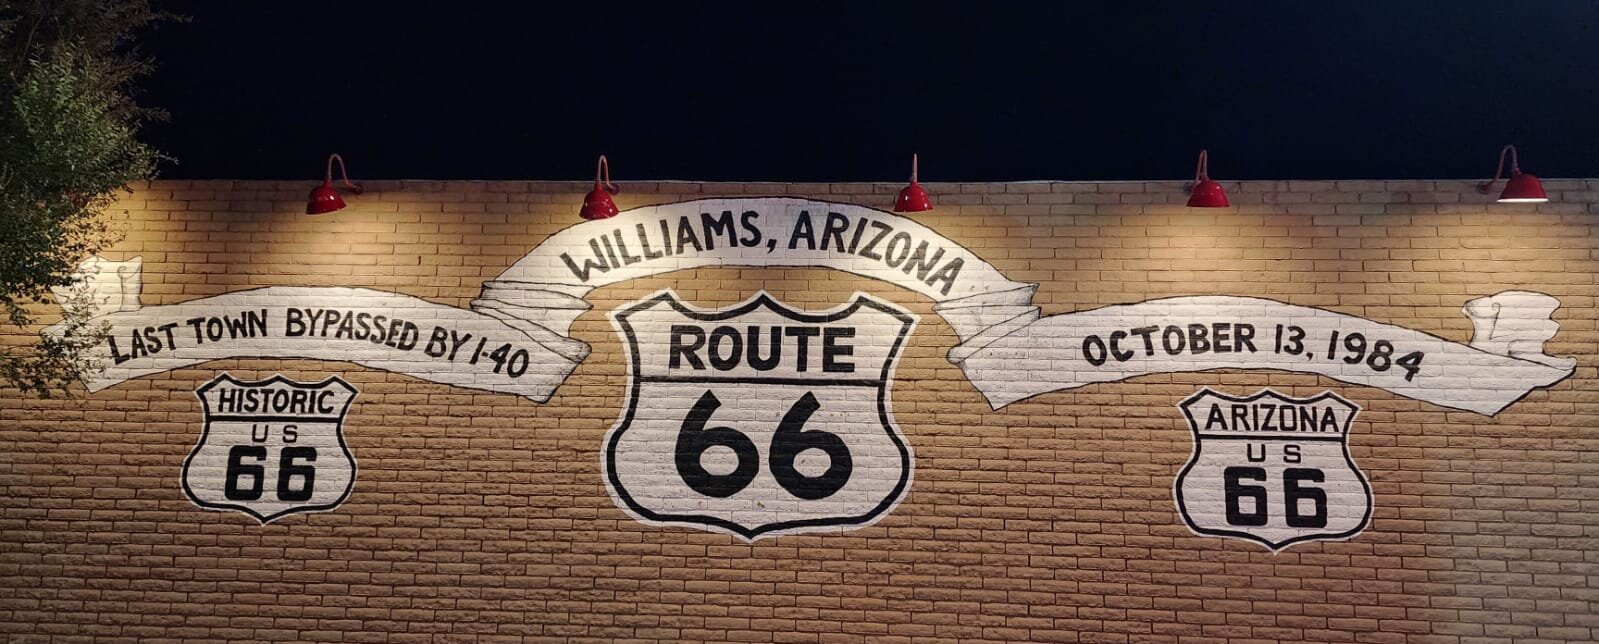 WILLIAMS, ARIZONA
LAST TOWN BYPASSED BY I-40
OCTOBER 13, 1984
HISTORIC
US
66
ROUTE
66
ARIZONA
US
66